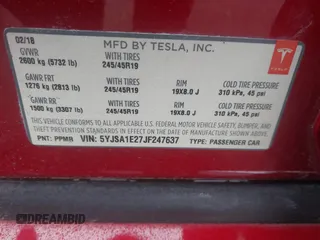 02/18 MFD BY TESLA, INC.
GVWR WITH TIRES
2600 kg (5732 lb) 245/45R19
GAWR FRT WITH TIRES RIM COLD TIRE PRESSURE
1276 kg (2813 lb) 245/45R19 19X8.0 J 310 kPa, 45 psi
GAWR RR WITH TIRES RIM COLD TIRE PRESSURE
1500 kg (3307 lb) 245/45R19 19X8.0 J 310 kPa, 45 psi
THIS VEHICLE CONFORMS TO ALL APPLICABLE U.S. FEDERAL MOTOR VEHICLE SAFETY, BUMPER, AND
THEFT PREVENTION STANDARDS IN EFFECT ON THE DATE OF MANUFACTURE SHOWN ABOVE.
PNT: PPMR VIN: 5YJSA1E27JF247637 TYPE: PASSENGER CAR
TESLA
AUTOBIDMASTER